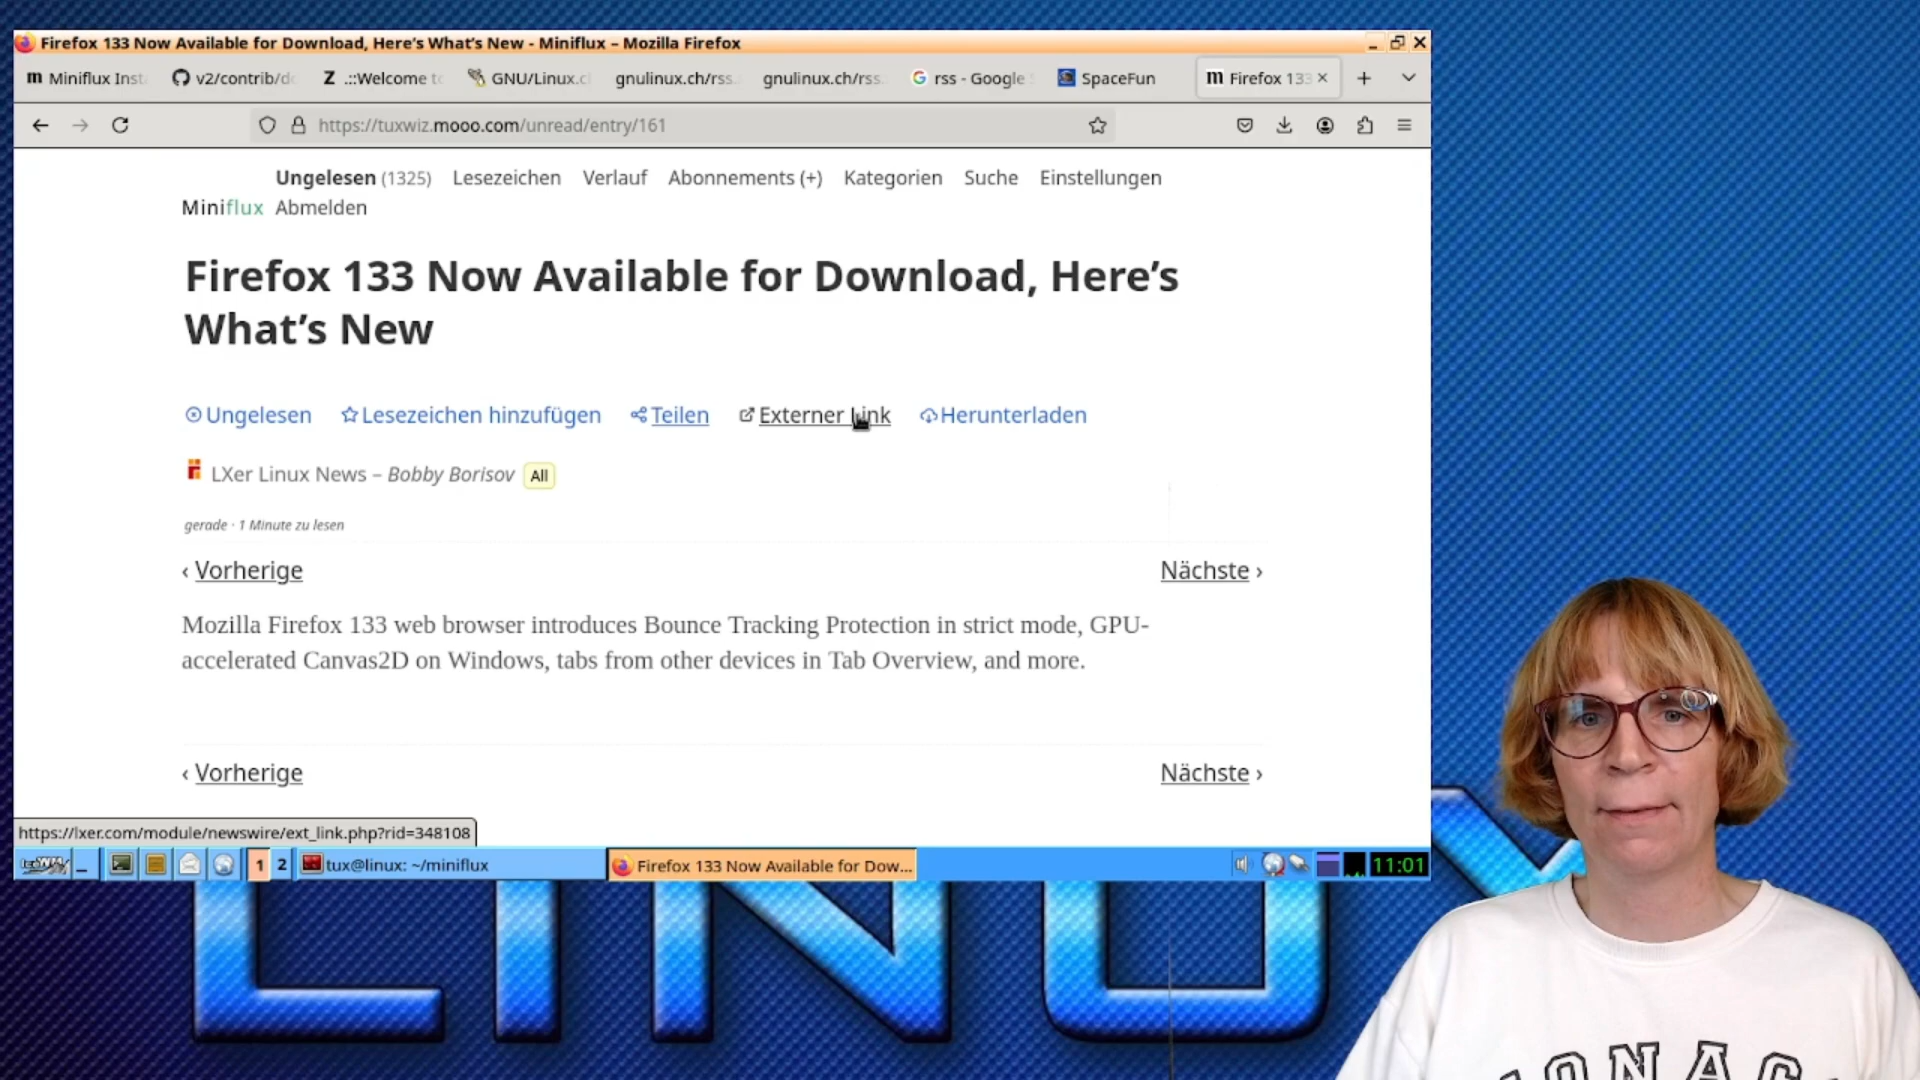 Firefox 133 Now Available for Download, Here's What's New - Miniflux – Mozilla Firefox
m Miniflux Inst
v2/contrib/do
Z .::Welcome to
GNU/Linux.c
gnulinux.ch/rss.
gnulinux.ch/rss.
rss - Google
SpaceFun
m Firefox 133
https://tuxwiz.mooo.com/unread/entry/161
Ungelesen (1325) Lesezeichen Verlauf Abonnements (+) Kategorien Suche Einstellungen
Miniflux Abmelden
Firefox 133 Now Available for Download, Here’s
What’s New
Ungelesen Lesezeichen hinzufügen Teilen Externer Link Herunterladen
LXer Linux News – Bobby Borisov All
gerade · 1 Minute zu lesen
‹ Vorherige Nächste ›
Mozilla Firefox 133 web browser introduces Bounce Tracking Protection in strict mode, GPU-
accelerated Canvas2D on Windows, tabs from other devices in Tab Overview, and more.
‹ Vorherige Nächste ›
https://lxer.com/module/newswire/ext_link.php?rid=348108
1 2 tux@linux: ~/miniflux Firefox 133 Now Available for Dow... 11:01
LINUX